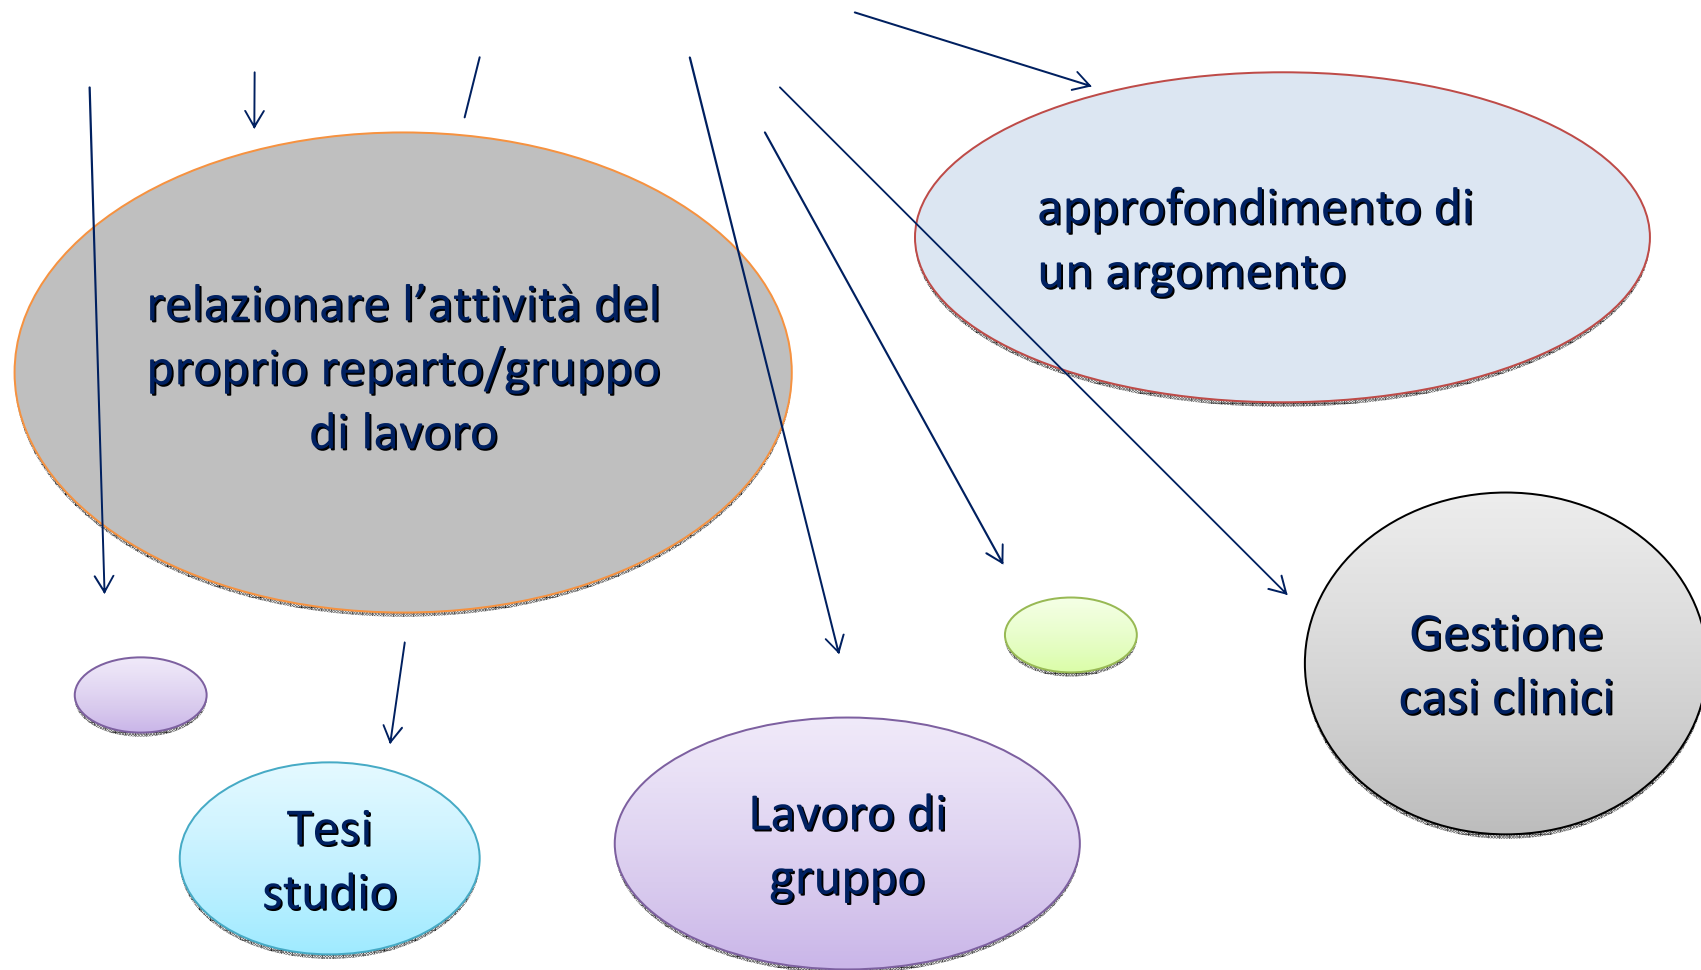 approfondimento di
un argomento
relazionare l’attività del
proprio reparto/gruppo
di lavoro
Gestione
casi clinici
Tesi
studio
Lavoro di
gruppo